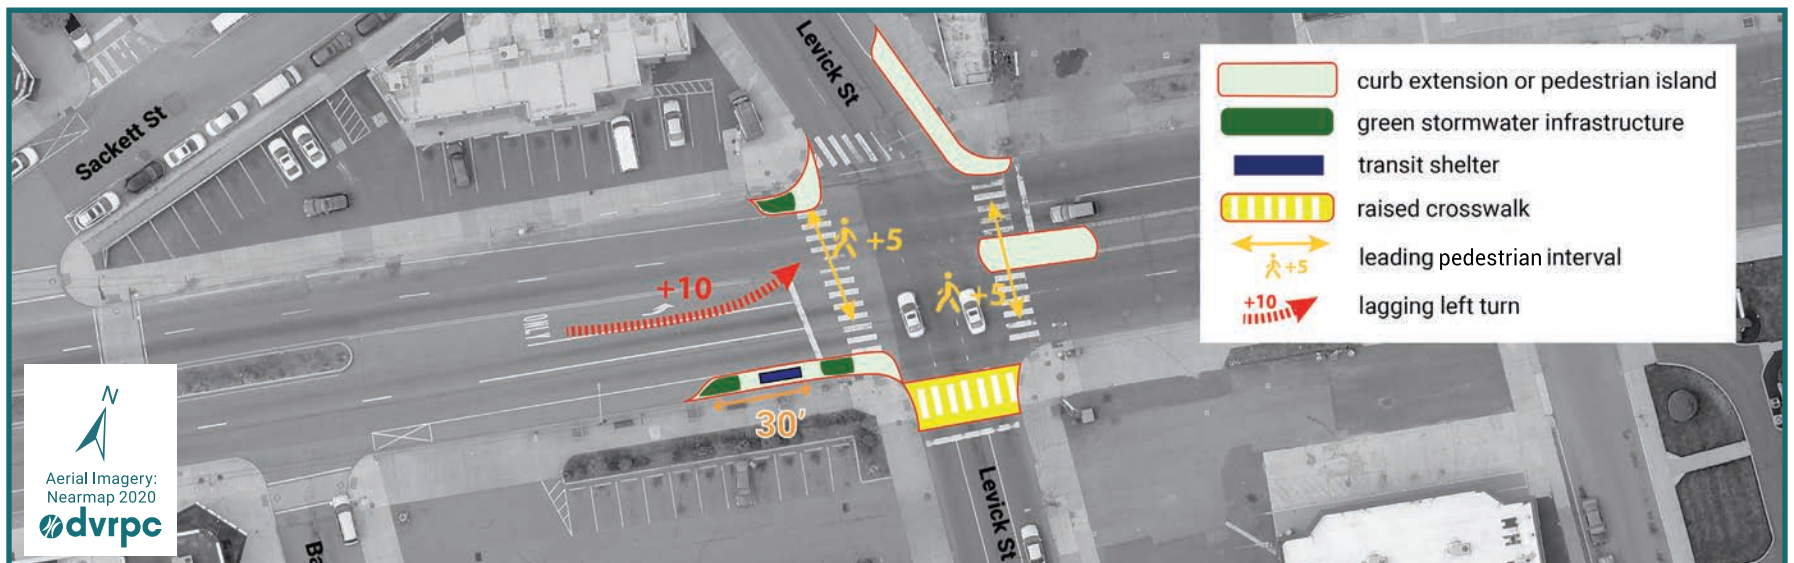 Sackett St
Levick St
curb extension or pedestrian island
green stormwater infrastructure
transit shelter
raised crosswalk
+5
leading pedestrian interval
+10
lagging left turn
+5
+5
+10
ONLY
30'
Levick St
Ba
N
Aerial Imagery:
Nearmap 2020
dvrpc